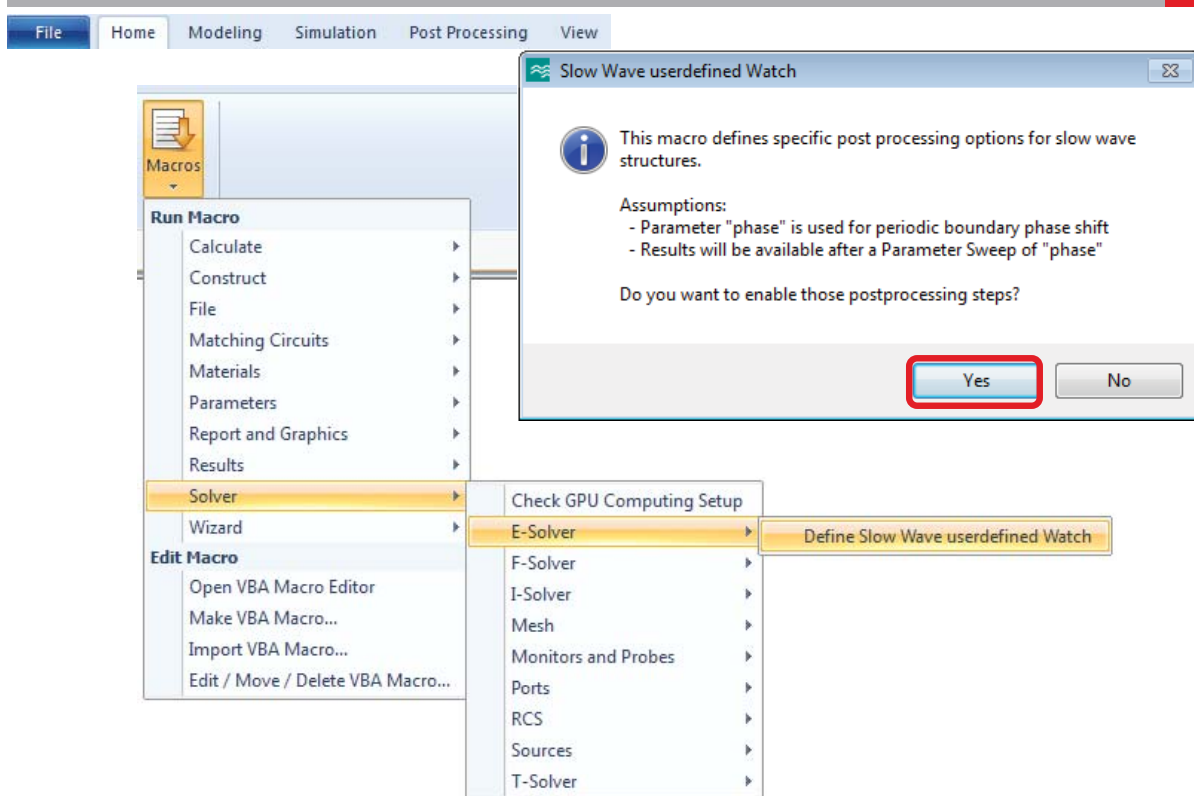 File Home Modeling Simulation Post Processing View
Slow Wave userdefined Watch
This macro defines specific post processing options for slow wave
structures.
Assumptions:
- Parameter "phase" is used for periodic boundary phase shift
- Results will be available after a Parameter Sweep of "phase"
Do you want to enable those postprocessing steps?
Yes No
Macros
Run Macro
Calculate
Construct
File
Matching Circuits
Materials
Parameters
Report and Graphics
Results
Solver
Wizard
Edit Macro
Open VBA Macro Editor
Make VBA Macro...
Import VBA Macro...
Edit / Move / Delete VBA Macro...
Check GPU Computing Setup
E-Solver
F-Solver
I-Solver
Mesh
Monitors and Probes
Ports
RCS
Sources
T-Solver
Define Slow Wave userdefined Watch